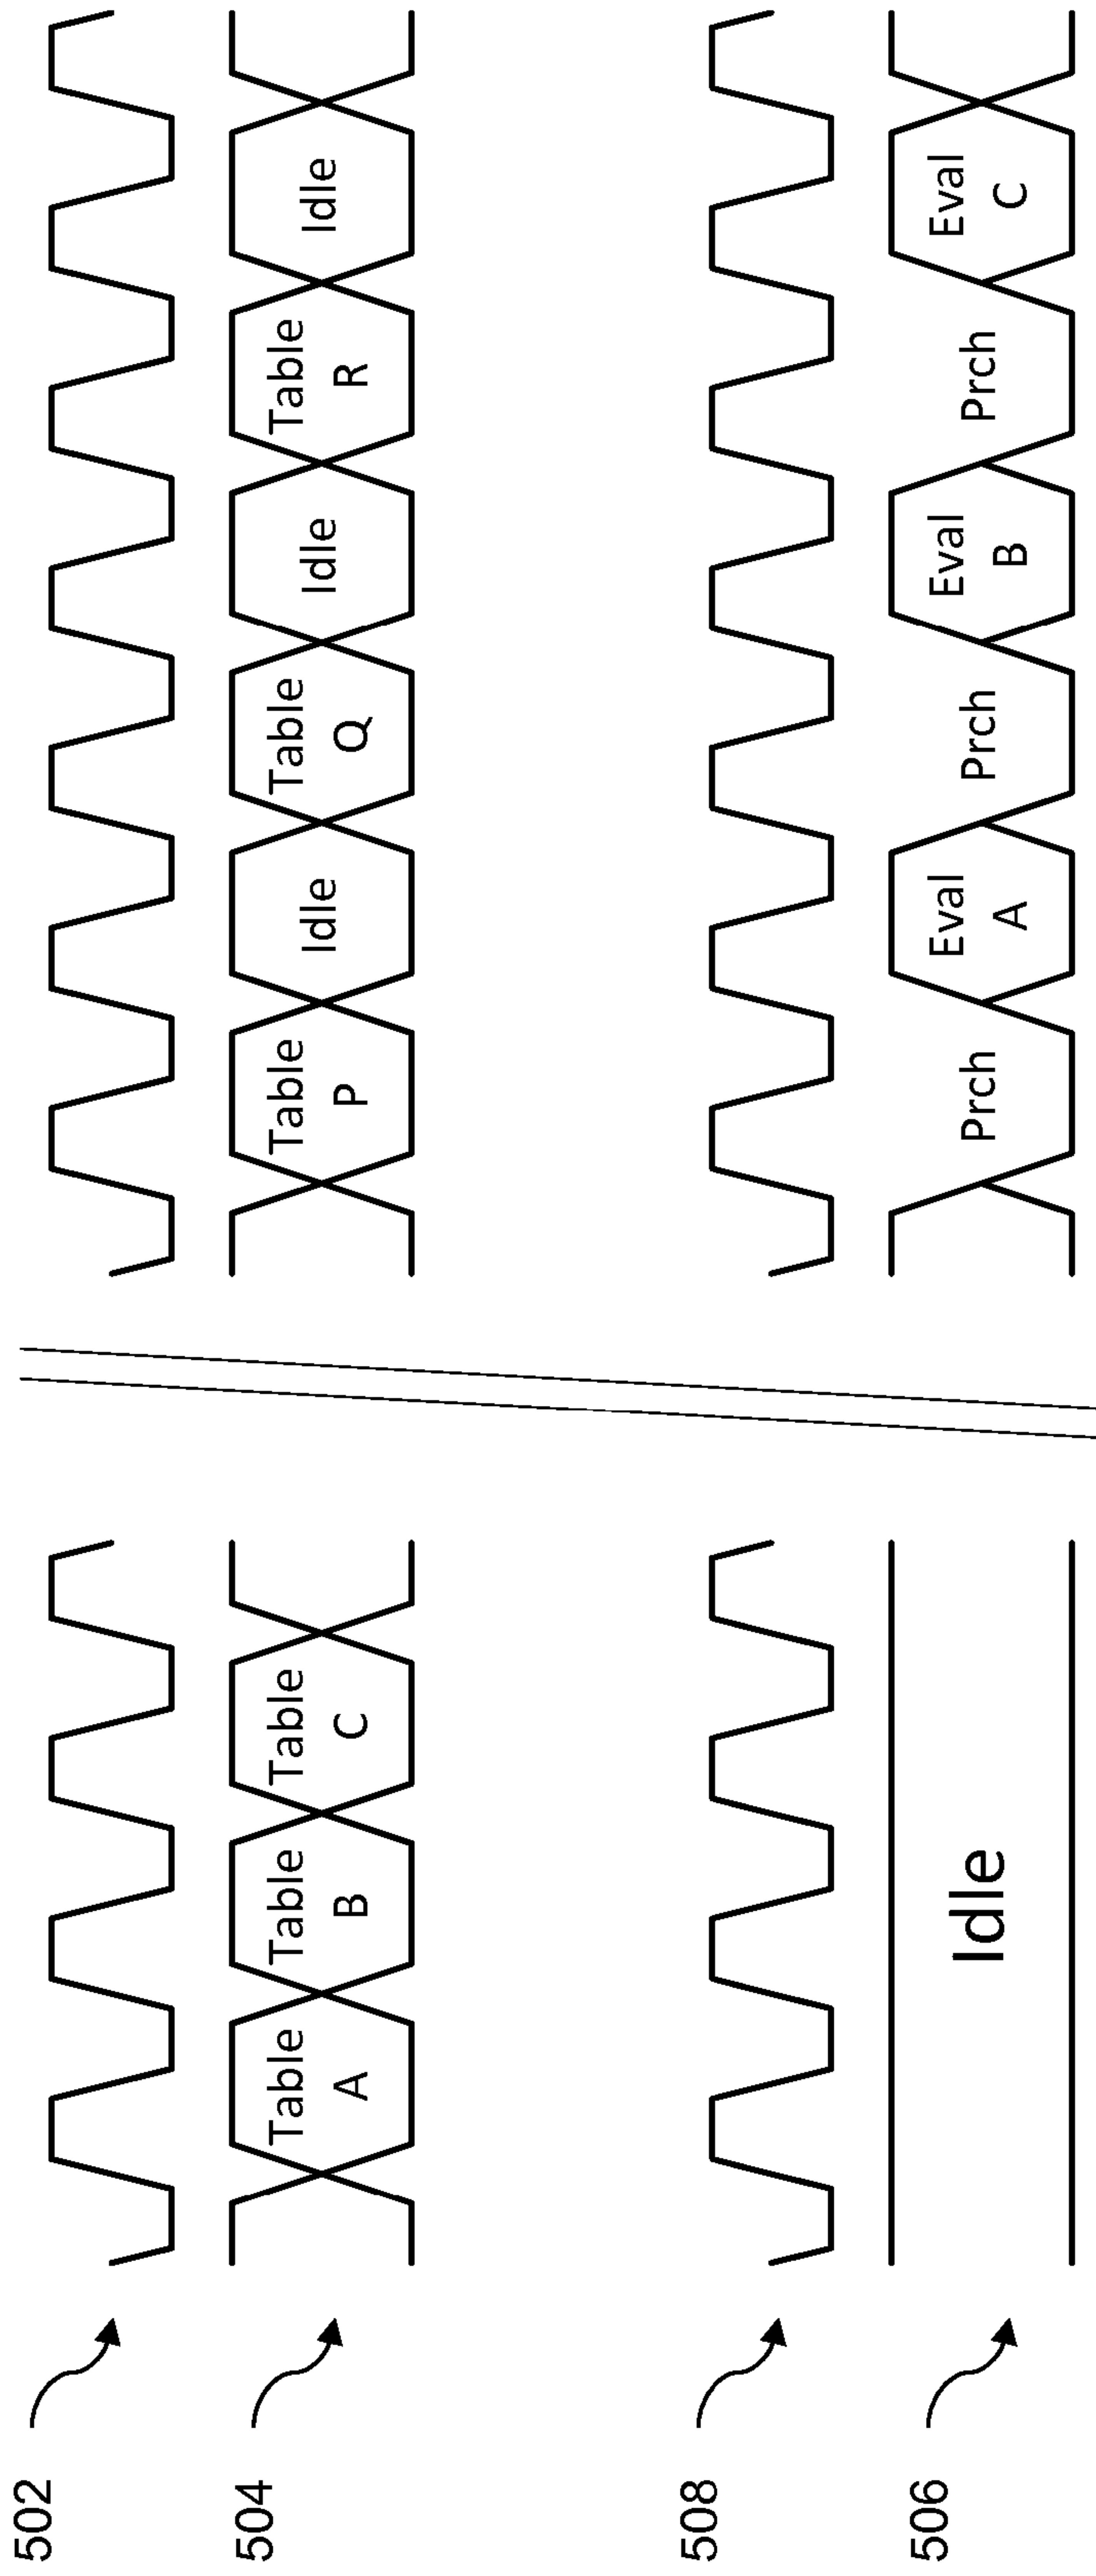 502
504
Table
A
Table
B
Table
C
Table
P
Idle
Table
Q
Idle
Table
R
Idle
508
506
Idle
Prch
Eval
A
Prch
Eval
B
Prch
Eval
C